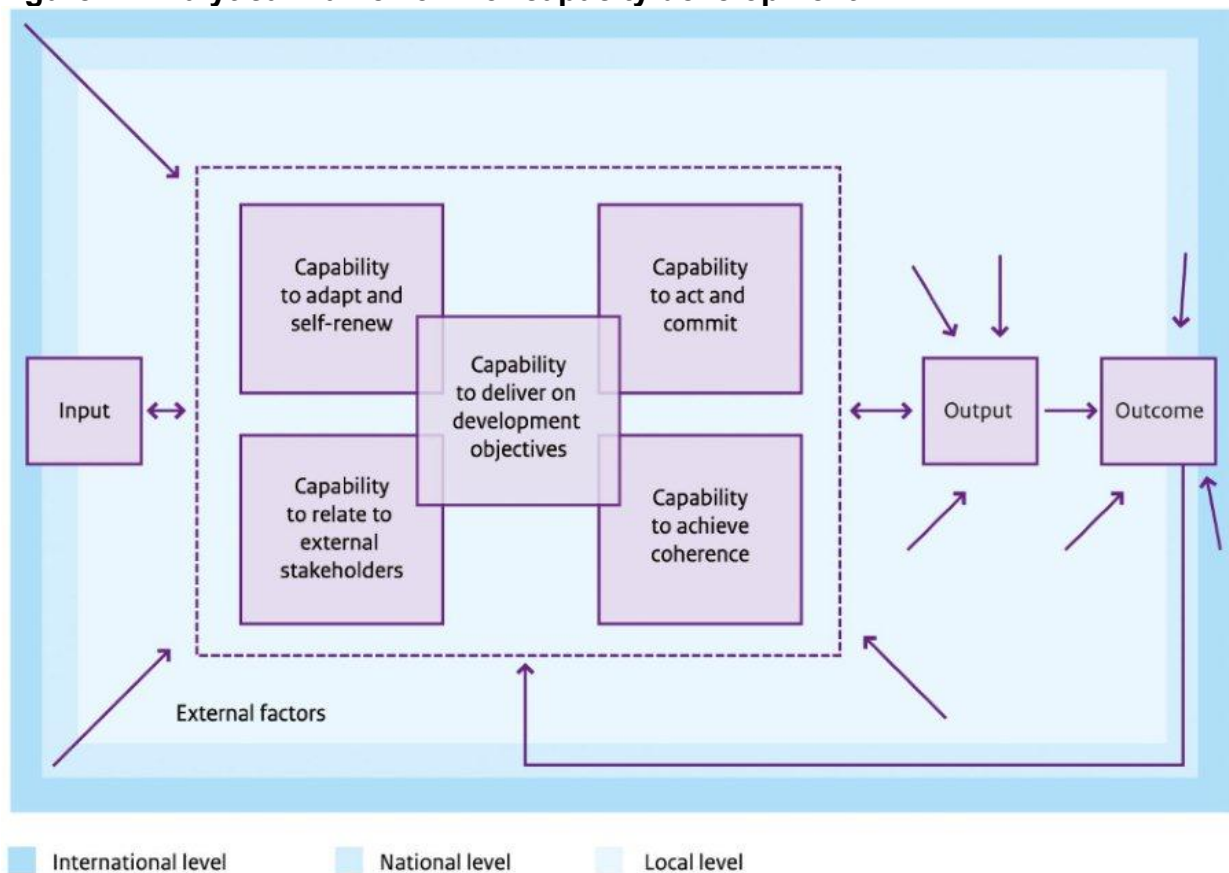 Capability
to adapt and
self-renew
Capability
to act and
commit
Capability
to deliver on
development
objectives
Input
Output
Outcome
Capability
to relate to
external
stakeholders
Capability
to achieve
coherence
External factors
International level
National level
Local level